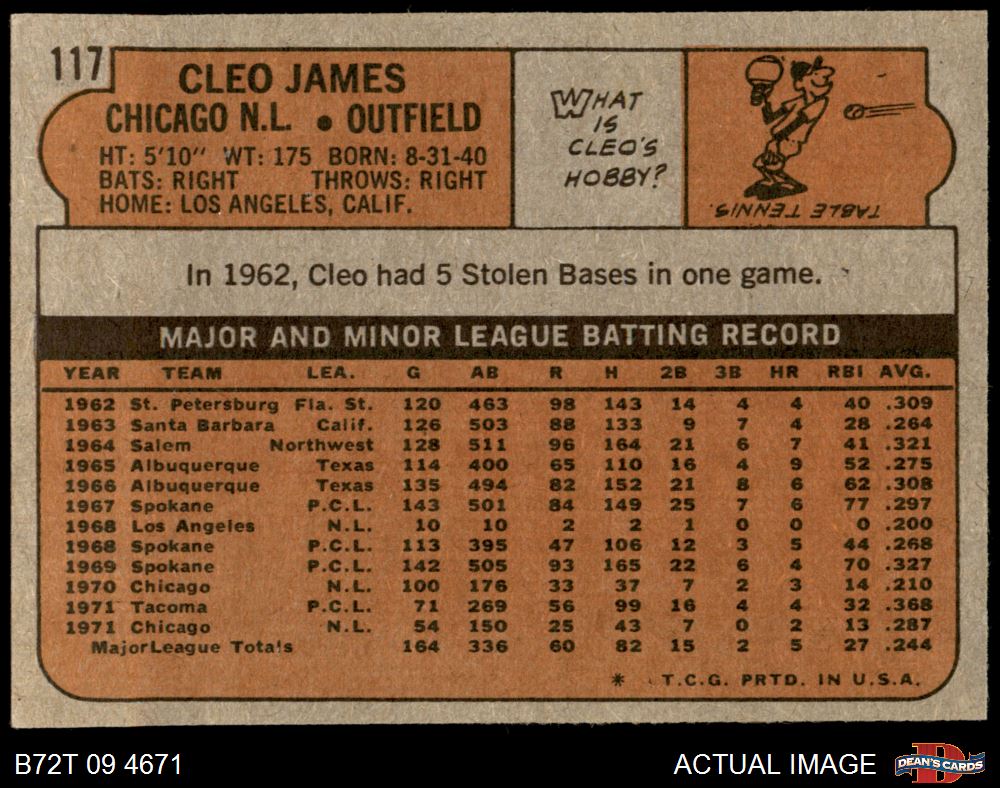 117
CLEO JAMES
CHICAGO N.L. • OUTFIELD
HT: 5'10" WT: 175 BORN: 8-31-40
BATS: RIGHT THROWS: RIGHT
HOME: LOS ANGELES, CALIF.
WHAT
IS
CLEO'S
HOBBY?
TABLE TENNIS.
In 1962, Cleo had 5 Stolen Bases in one game.
MAJOR AND MINOR LEAGUE BATTING RECORD
YEAR TEAM LEA. G AB R H 2B 3B HR RBI AVG.
1962 St. Petersburg Fla. St. 120 463 98 143 14 4 4 40 .309
1963 Santa Barbara Calif. 126 503 88 133 9 7 4 28 .264
1964 Salem Northwest 128 511 96 164 21 6 7 41 .321
1965 Albuquerque Texas 114 400 65 110 16 4 9 52 .275
1966 Albuquerque Texas 135 494 82 152 21 8 6 62 .308
1967 Spokane P.C.L. 143 501 84 149 25 7 6 77 .297
1968 Los Angeles N.L. 10 10 2 2 1 0 0 0 .200
1968 Spokane P.C.L. 113 395 47 106 12 3 5 44 .268
1969 Spokane P.C.L. 142 505 93 165 22 6 4 70 .327
1970 Chicago N.L. 100 176 33 37 7 2 3 14 .210
1971 Tacoma P.C.L. 71 269 56 99 16 4 4 32 .368
1971 Chicago N.L. 54 150 25 43 7 0 2 13 .287
Major League Totals 164 336 60 82 15 2 5 27 .244
* T.C.G. PRTD. IN U.S.A.
B72T 09 4671
ACTUAL IMAGE
D
DEAN'S CARDS